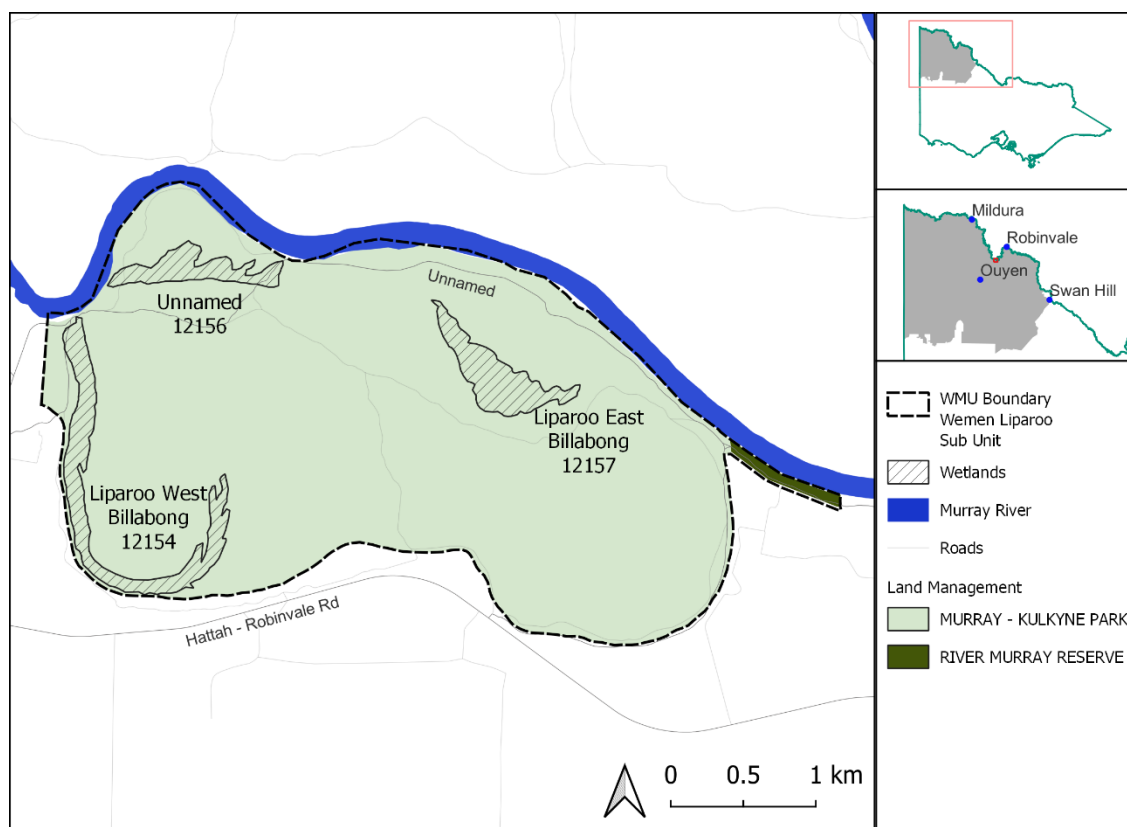 Unnamed
12156
Unnamed
Liparoo East
Billabong
12157
Liparoo West
Billabong
12154
Hattah - Robinvale Rd
0 0.5 1 km
Mildura
Robinvale
Ouyen
Swan Hill
WMU Boundary
Wemen Liparoo
Sub Unit
Wetlands
Murray River
Roads
Land Management
MURRAY - KULKYNE PARK
RIVER MURRAY RESERVE